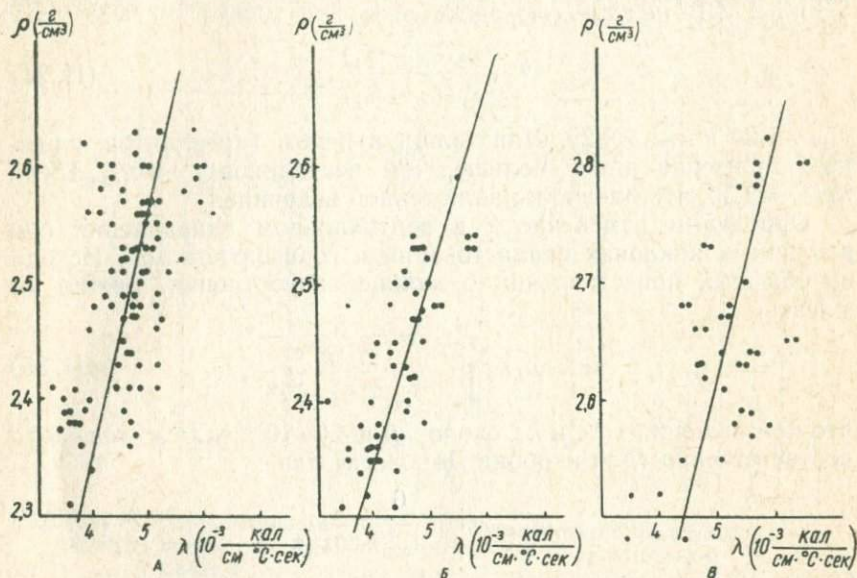 ρ(г/см³) ρ(г/см³) ρ(г/см³)
2,6 2,6 2,8
2,5 2,5 2,7
2,4 2,4 2,6
2,3
4 5 4 5 4 5
λ(10⁻³ кал/см·°С·сек) λ(10⁻³ кал/см·°С·сек) λ(10⁻³ кал/см·°С·сек)
А Б В